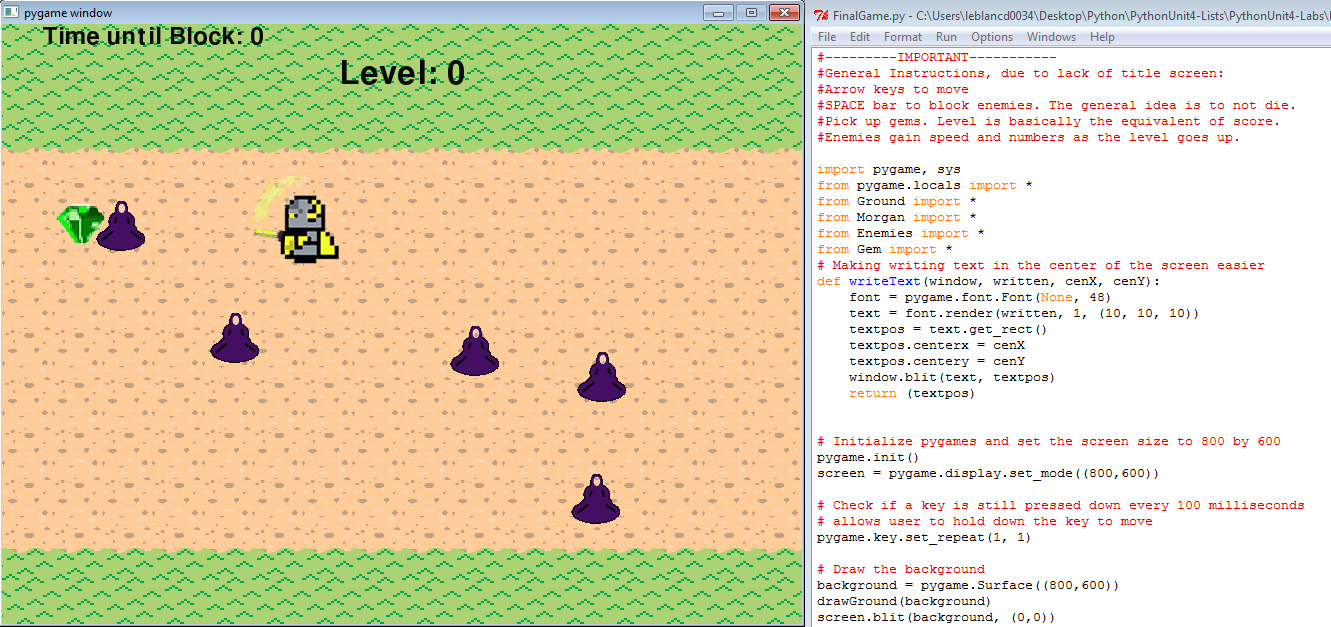 pygame window
Time until Block: 0
Level: 0
FinalGame.py - C:\Users\leblancd0034\Desktop\Python\PythonUnit4-Lists\PythonUnit4-Labs\
File Edit Format Run Options Windows Help
#---------IMPORTANT-----------
#General Instructions, due to lack of title screen:
#Arrow keys to move
#SPACE bar to block enemies. The general idea is to not die.
#Pick up gems. Level is basically the equivalent of score.
#Enemies gain speed and numbers as the level goes up.
import pygame, sys
from pygame.locals import *
from Ground import *
from Morgan import *
from Enemies import *
from Gem import *
# Making writing text in the center of the screen easier
def writeText(window, written, cenX, cenY):
    font = pygame.font.Font(None, 48)
    text = font.render(written, 1, (10, 10, 10))
    textpos = text.get_rect()
    textpos.centerx = cenX
    textpos.centery = cenY
    window.blit(text, textpos)
    return (textpos)
# Initialize pygames and set the screen size to 800 by 600
pygame.init()
screen = pygame.display.set_mode((800,600))
# Check if a key is still pressed down every 100 milliseconds
# allows user to hold down the key to move
pygame.key.set_repeat(1, 1)
# Draw the background
background = pygame.Surface((800,600))
drawGround(background)
screen.blit(background, (0,0))